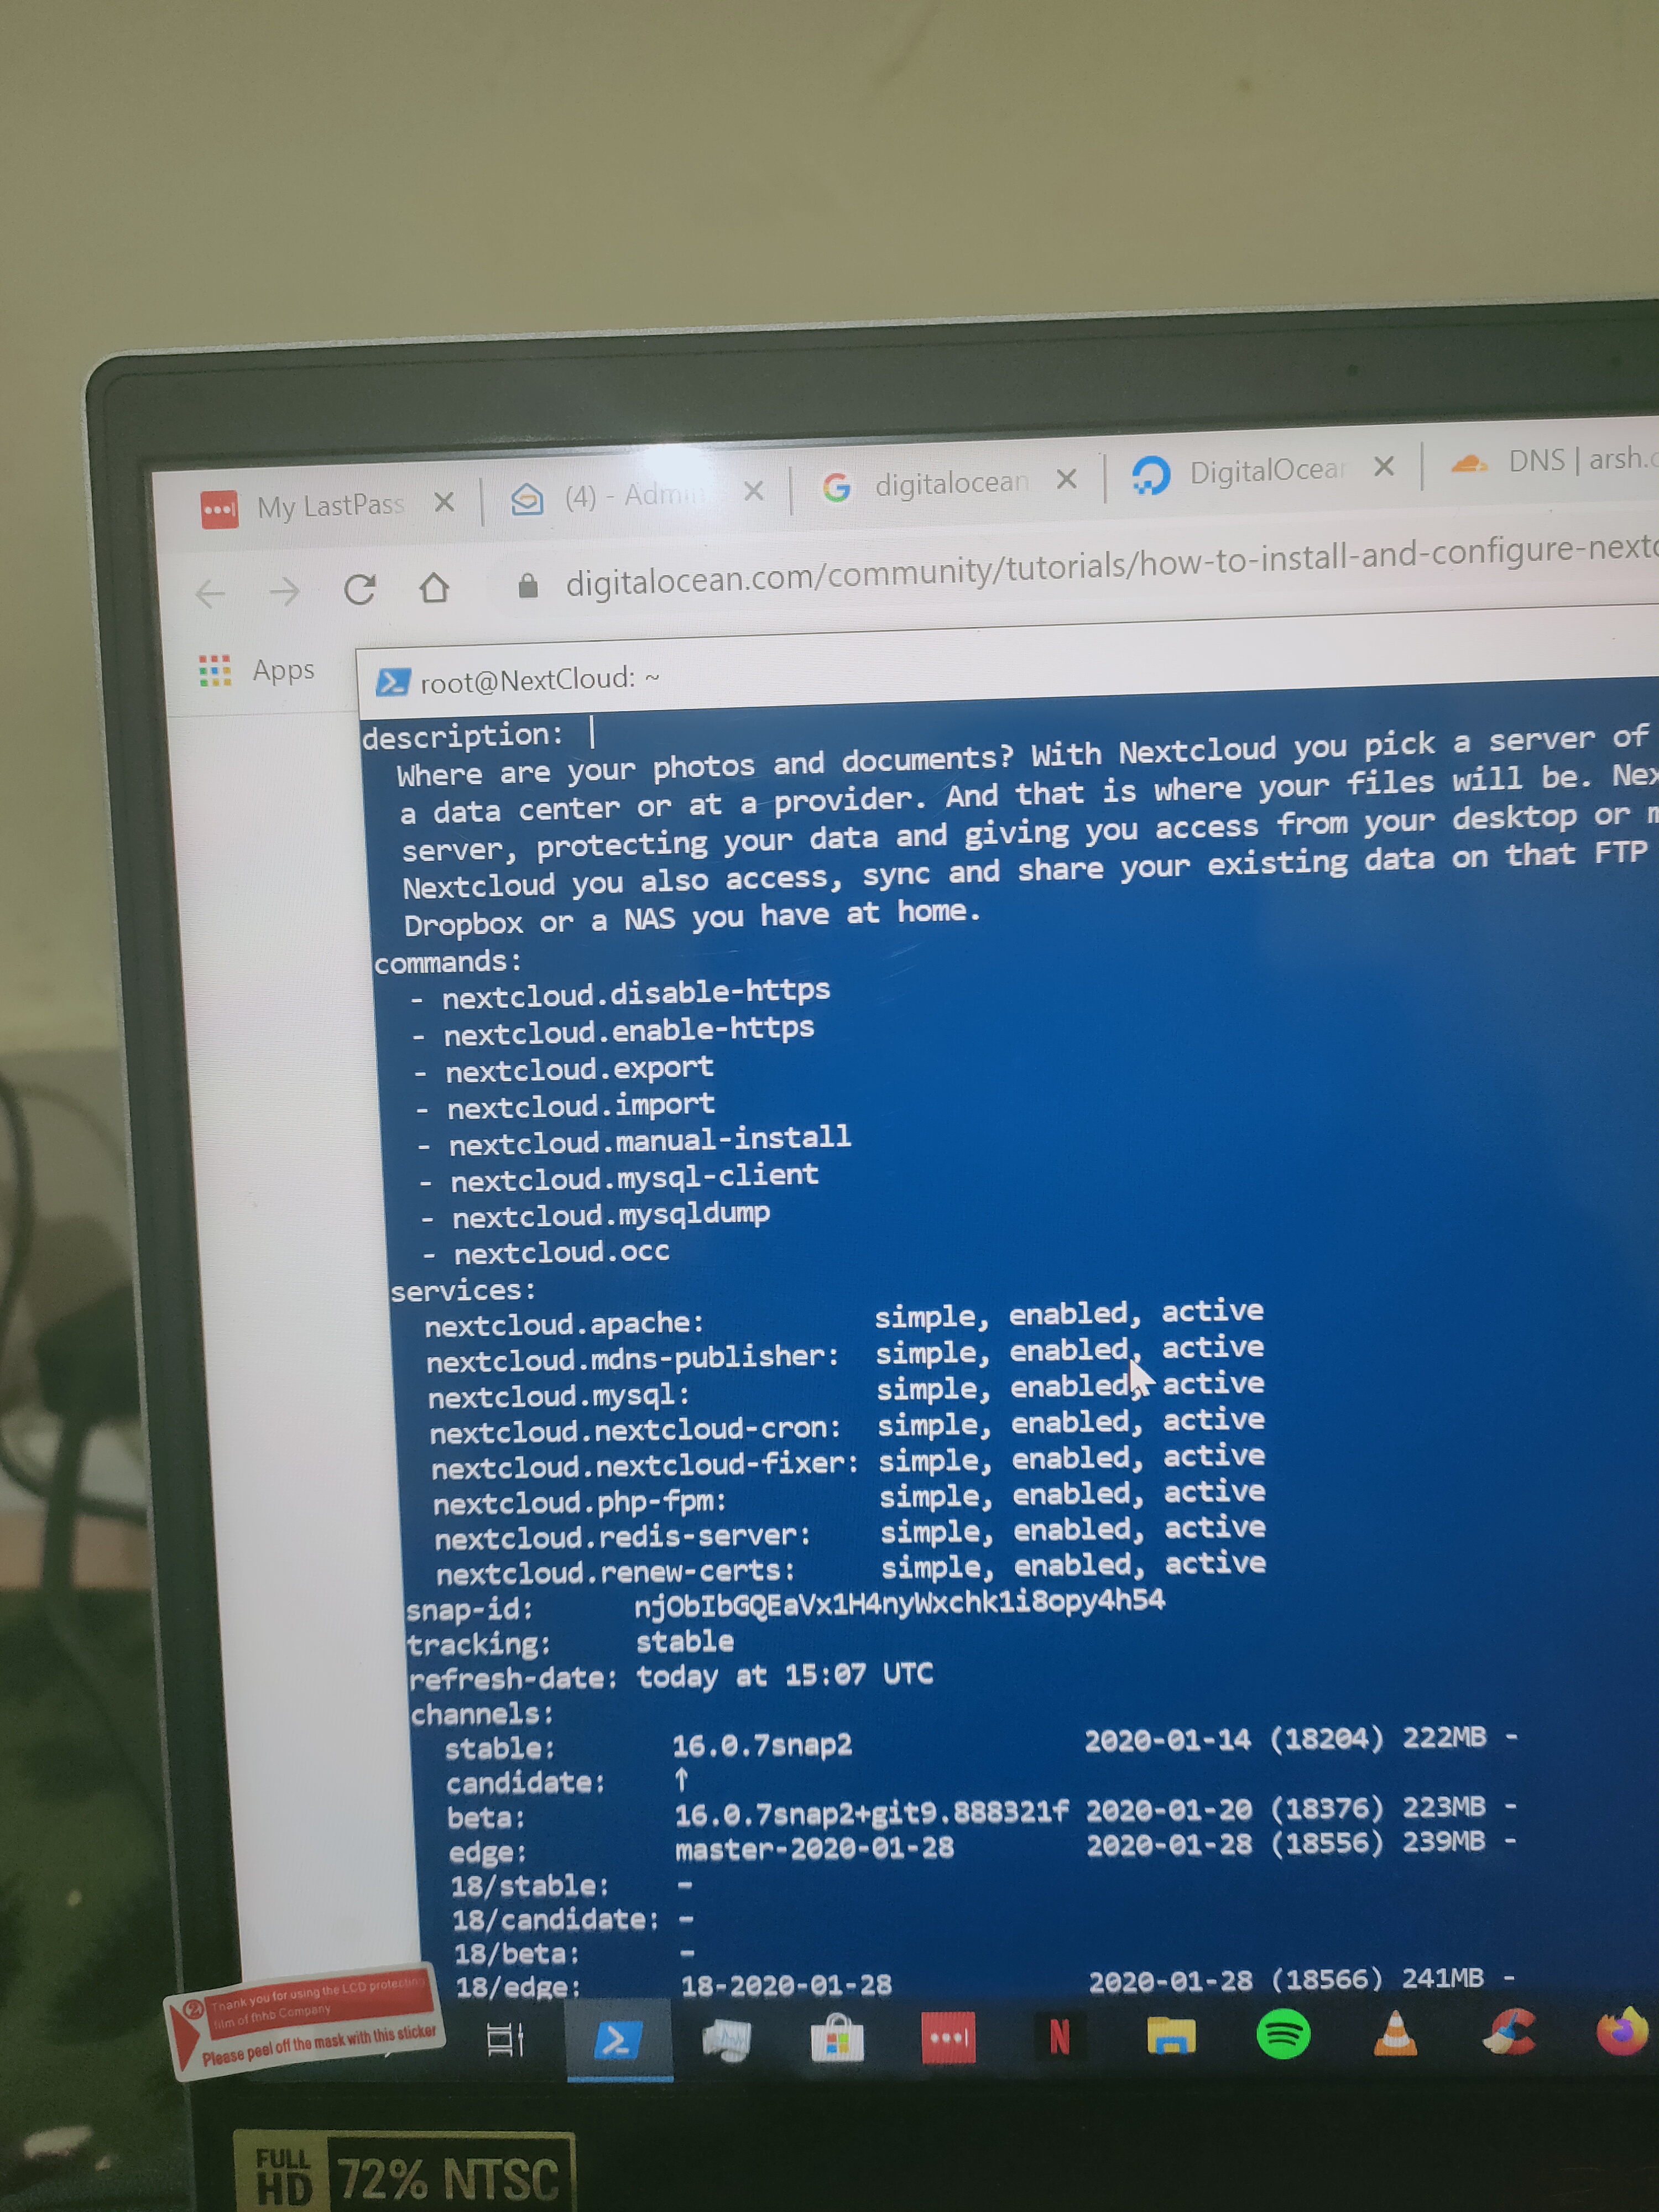 My LastPass
(4) - Admin
digitalocean
DigitalOcean
DNS | arsh.
digitalocean.com/community/tutorials/how-to-install-and-configure-nextc
Apps
root@NextCloud: ~
description: |
Where are your photos and documents? With Nextcloud you pick a server of
a data center or at a provider. And that is where your files will be. Nex
server, protecting your data and giving you access from your desktop or m
Nextcloud you also access, sync and share your existing data on that FTP
Dropbox or a NAS you have at home.
commands:
- nextcloud.disable-https
- nextcloud.enable-https
- nextcloud.export
- nextcloud.import
- nextcloud.manual-install
- nextcloud.mysql-client
- nextcloud.mysqldump
- nextcloud.occ
services:
nextcloud.apache: simple, enabled, active
nextcloud.mdns-publisher: simple, enabled, active
nextcloud.mysql: simple, enabled, active
nextcloud.nextcloud-cron: simple, enabled, active
nextcloud.nextcloud-fixer: simple, enabled, active
nextcloud.php-fpm: simple, enabled, active
nextcloud.redis-server: simple, enabled, active
nextcloud.renew-certs: simple, enabled, active
snap-id: njObIbGQEaVx1H4nyWxchk1i8opy4h54
tracking: stable
refresh-date: today at 15:07 UTC
channels:
stable: 16.0.7snap2 2020-01-14 (18204) 222MB -
candidate: ↑
beta: 16.0.7snap2+git9.888321f 2020-01-20 (18376) 223MB -
edge: master-2020-01-28 2020-01-28 (18556) 239MB -
18/stable: -
18/candidate: -
18/beta: -
18/edge: 18-2020-01-28 2020-01-28 (18566) 241MB -
2 Thank you for using the LCD protecting
film of fhhb Company
Please peel off the mask with this sticker
FULL HD 72% NTSC